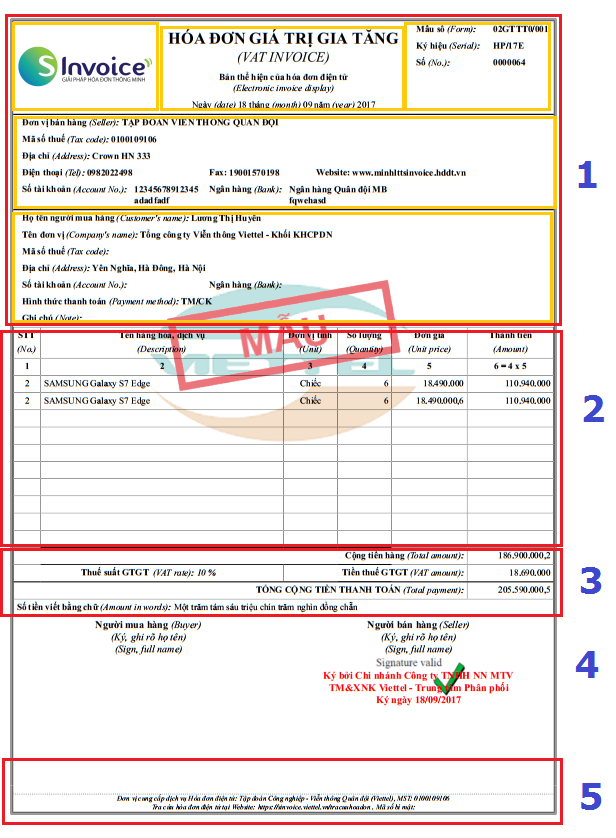 S Invoice
GIẢI PHÁP HÓA ĐƠN THÔNG MINH
HÓA ĐƠN GIÁ TRỊ GIA TĂNG
(VAT INVOICE)
Bản thể hiện của hóa đơn điện tử
(Electronic invoice display)
Ngày (date) 18 tháng (month) 09 năm (year) 2017
Mẫu số (Form): 02GTTT0/001
Ký hiệu (Serial): HP/17E
Số (No.): 0000064
1
Đơn vị bán hàng (Seller): TẬP ĐOÀN VIỄN THÔNG QUÂN ĐỘI
Mã số thuế (Tax code): 0100109106
Địa chỉ (Address): Crown HN 333
Điện thoại (Tel): 0982022498 Fax: 19001570198 Website: www.minhlttsinvoice.hddt.vn
Số tài khoản (Account No.): 12345678912345 Ngân hàng (Bank): Ngân hàng Quân đội MB
adadfadf fqwehasd
Họ tên người mua hàng (Customer's name): Lương Thị Huyên
Tên đơn vị (Company's name): Tổng công ty Viễn thông Viettel - Khối KHCPDN
Mã số thuế (Tax code):
Địa chỉ (Address): Yên Nghĩa, Hà Đông, Hà Nội
Số tài khoản (Account No.): Ngân hàng (Bank):
Hình thức thanh toán (Payment method): TM/CK
Ghi chú (Note):
MẪU
VIETTEL
STT Tên hàng hóa, dịch vụ Đơn vị tính Số lượng Đơn giá Thành tiền
(No.) (Description) (Unit) (Quantity) (Unit price) (Amount)
1 2 3 4 5 6 = 4 x 5
2 SAMSUNG Galaxy S7 Edge Chiếc 6 18.490.000 110.940.000
2 SAMSUNG Galaxy S7 Edge Chiếc 6 18.490.000,6 110.940.000
2
Cộng tiền hàng (Total amount): 186.900.000,2
Thuế suất GTGT (VAT rate): 10 % Tiền thuế GTGT (VAT amount): 18.690.000
TỔNG CỘNG TIỀN THANH TOÁN (Total payment): 205.590.000,5
Số tiền viết bằng chữ (Amount in words): Một trăm tám sáu triệu chín trăm nghìn đồng chẵn
3
Người mua hàng (Buyer) Người bán hàng (Seller)
(Ký, ghi rõ họ tên) (Ký, ghi rõ họ tên)
(Sign, full name) (Sign, full name)
Signature valid
Ký bởi Chi nhánh Công ty TNHH NN MTV
TM&XNK Viettel - Trung tâm Phân phối
Ký ngày 18/09/2017
4
Đơn vị cung cấp dịch vụ Hóa đơn điện tử: Tập đoàn Công nghiệp - Viễn thông Quân đội (Viettel), MST: 0100109106
Tra cứu hóa đơn điện tử tại Website: https://sinvoice.viettel.vn/tracuuhoadon , Mã số bí mật:
5